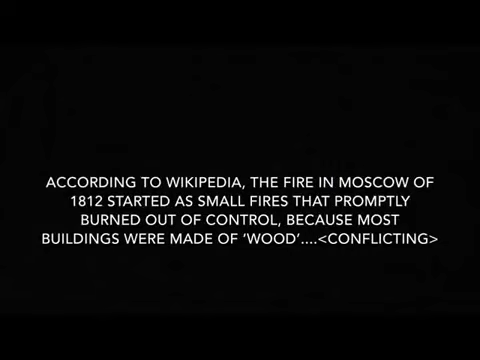 ACCORDING TO WIKIPEDIA, THE FIRE IN MOSCOW OF
1812 STARTED AS SMALL FIRES THAT PROMPTLY
BURNED OUT OF CONTROL, BECAUSE MOST
BUILDINGS WERE MADE OF ‘WOOD’....<CONFLICTING>